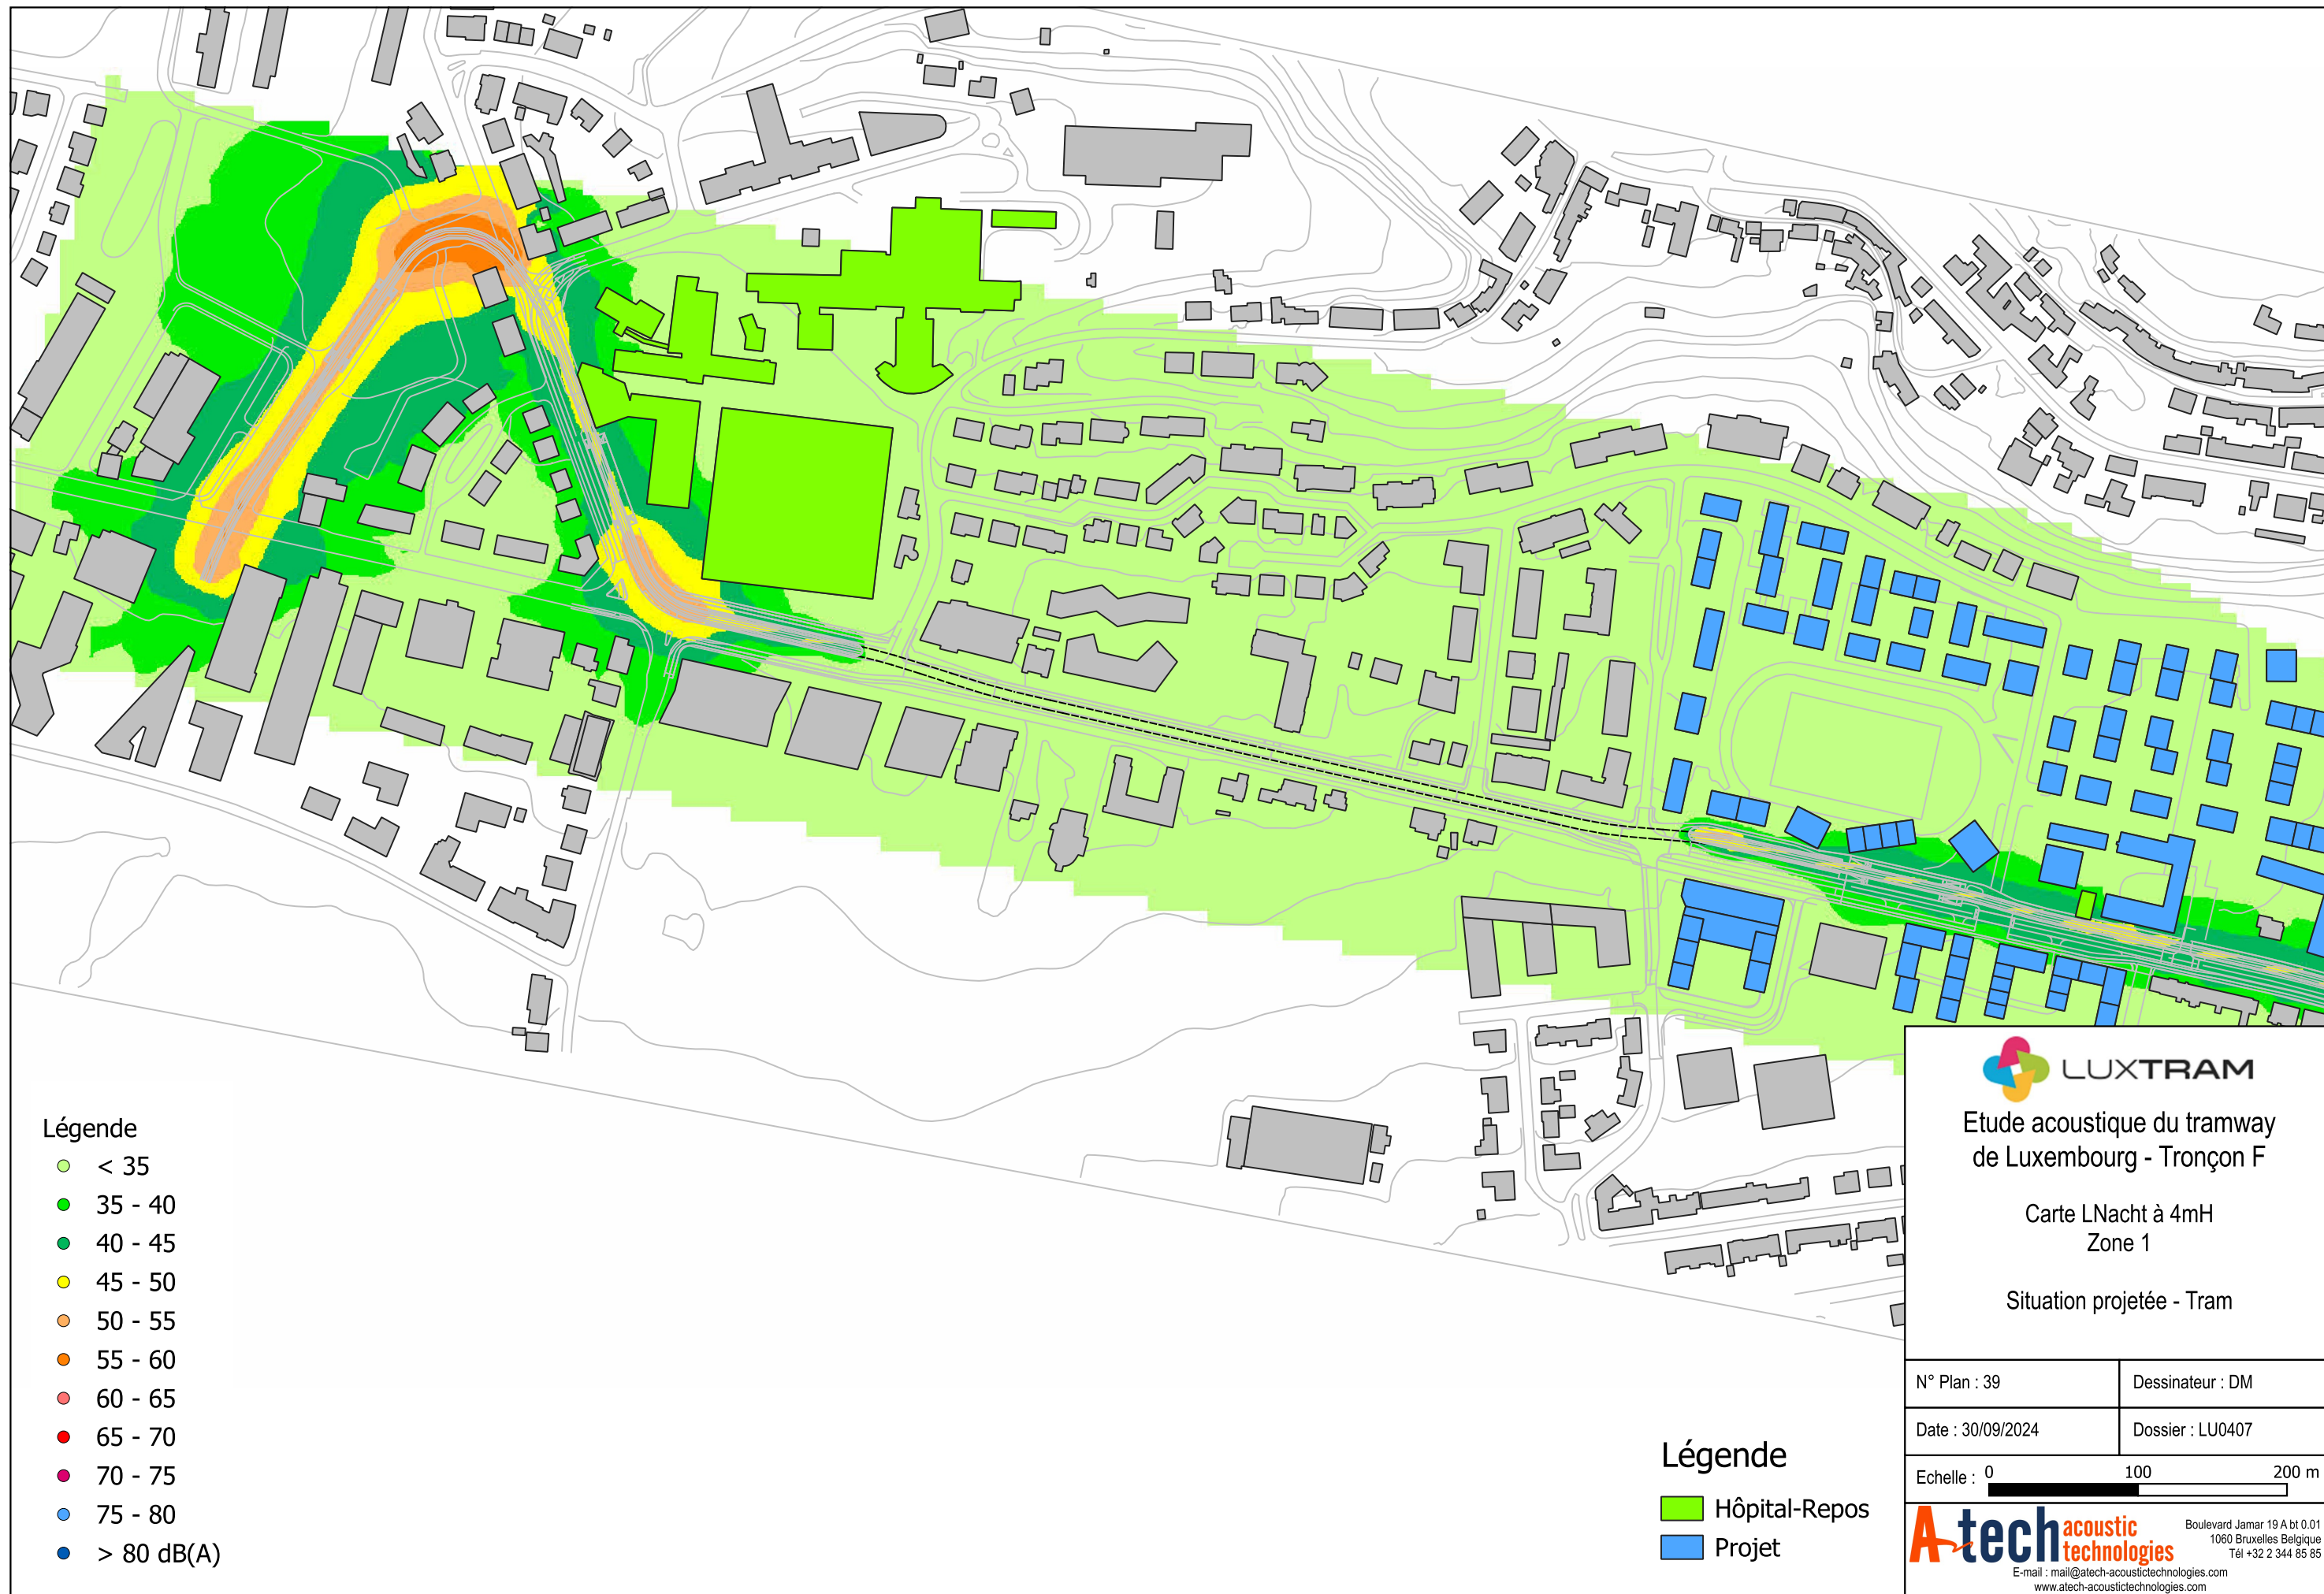 Légende
< 35
35 - 40
40 - 45
45 - 50
50 - 55
55 - 60
60 - 65
65 - 70
70 - 75
75 - 80
> 80 dB(A)
Légende
Hôpital-Repos
Projet
LUXTRAM
Etude acoustique du tramway
de Luxembourg - Tronçon F
Carte LNacht à 4mH
Zone 1
Situation projetée - Tram
N° Plan : 39
Dessinateur : DM
Date : 30/09/2024
Dossier : LU0407
Echelle : 0 100 200 m
A-tech acoustic technologies
Boulevard Jamar 19 A bt 0.01
1060 Bruxelles Belgique
Tél +32 2 344 85 85
E-mail : mail@atech-acoustictechnologies.com
www.atech-acoustictechnologies.com